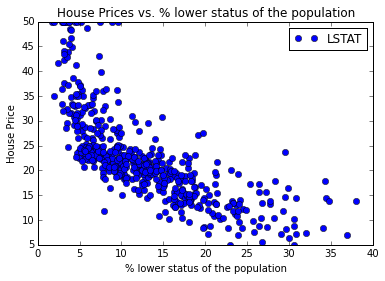 House Prices vs. % lower status of the population
50
45
40
35
30
25
20
15
10
5
House Price
LSTAT
0 5 10 15 20 25 30 35 40
% lower status of the population